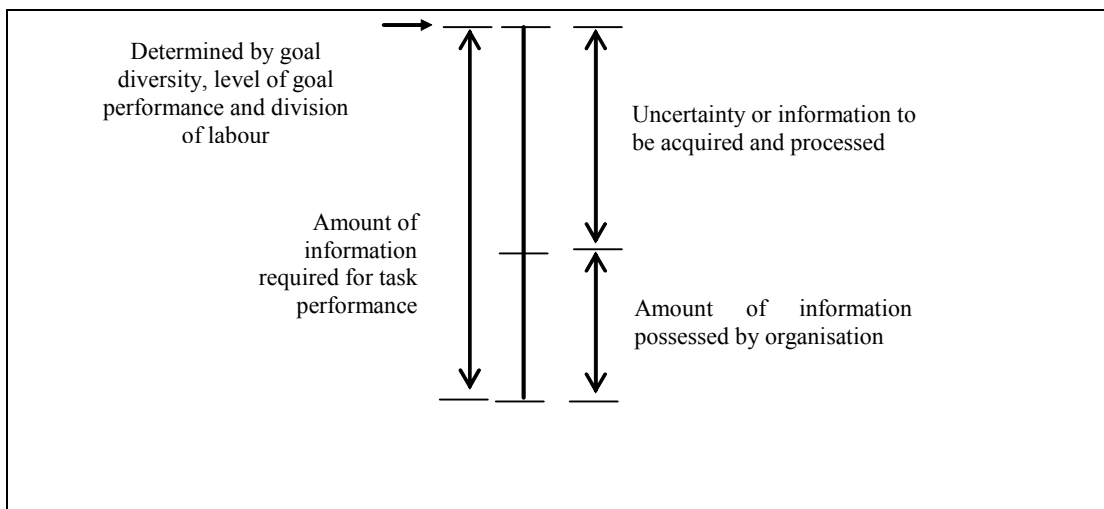 Determined by goal
diversity, level of goal
performance and division
of labour
Uncertainty or information to
be acquired and processed
Amount of
information
required for task
performance
Amount of information
possessed by organisation